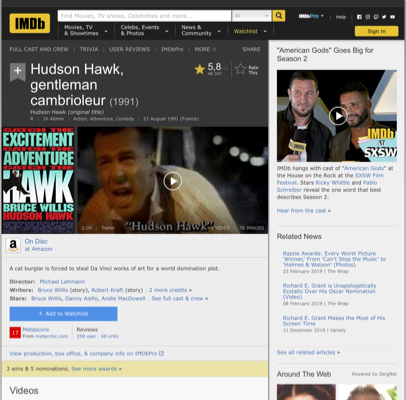 IMDb
Find Movies, TV shows, Celebrities and more...
All
IMDbPro
Help
Movies, TV & Showtimes
Celebs, Events & Photos
News & Community
Watchlist
Sign in
FULL CAST AND CREW | TRIVIA | USER REVIEWS | IMDbPro | MORE
SHARE
Hudson Hawk,
gentleman
cambrioleur (1991)
Hudson Hawk (original title)
R | 1h 40min | Action, Adventure, Comedy | 21 August 1991 (France)
5,8
Rate
This
CATCH THE
EXCITEMENT
CATCH THE
ADVENTURE
CATCH THE
HAWK
BRUCE WILLIS
HUDSON HAWK
"Hudson Hawk"
Trailer
76 IMAGES
On Disc
at Amazon
A cat burglar is forced to steal Da Vinci works of art for a world domination plot.
Director: Michael Lehmann
Writers: Bruce Willis (story), Robert Kraft (story) | 2 more credits »
Stars: Bruce Willis, Danny Aiello, Andie MacDowell | See full cast & crew »
+ Add to Watchlist
17
Metascore
From metacritic.com
Reviews
258 user | 68 critic
View production, box office, & company info on IMDbPro
3 wins & 5 nominations. See more awards »
Videos
"American Gods" Goes Big for
Season 2
IMDb
SXSW
IMDb hangs with cast of "American Gods" at
the House on the Rock at the SXSW Film
Festival. Stars Ricky Whittle and Pablo
Schreiber reveal the one word that best
describes Season 2.
Hear from the cast »
Related News
Razzie Awards: Every Worst Picture
'Winner,' From 'Can't Stop the Music' to
'Holmes & Watson' (Photos)
23 February 2019 | The Wrap
Richard E. Grant is Unapologetically
Ecstatic Over His Oscar Nomination
(Video)
08 February 2019 | The Wrap
Richard E. Grant Makes the Most of His
Screen Time
11 December 2018 | Variety
See all related articles »
Around The Web
Powered by ZergNet